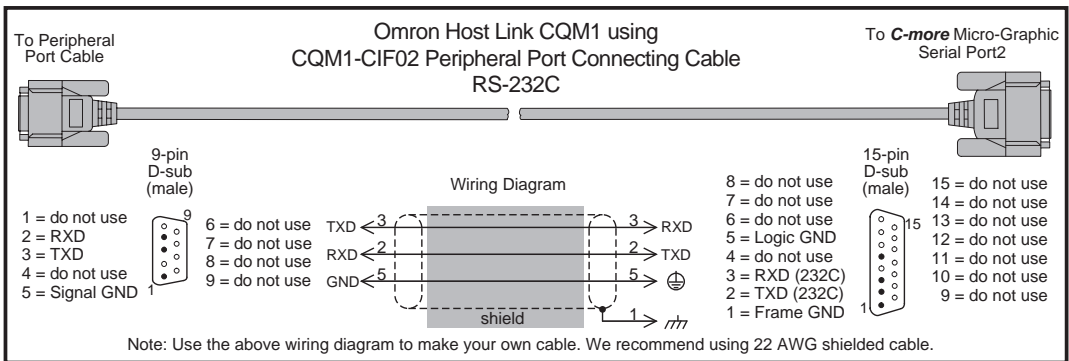 Omron Host Link CQM1 using
CQM1-CIF02 Peripheral Port Connecting Cable
RS-232C
To Peripheral
Port Cable
To C-more Micro-Graphic
Serial Port2
9-pin
D-sub
(male)
1 = do not use
2 = RXD
3 = TXD
4 = do not use
5 = Signal GND
9
1
6 = do not use
7 = do not use
8 = do not use
9 = do not use
Wiring Diagram
TXD 3 3 RXD
RXD 2 2 TXD
GND 5 5
1
shield
15-pin
D-sub
(male)
8 = do not use
7 = do not use
6 = do not use
5 = Logic GND
4 = do not use
3 = RXD (232C)
2 = TXD (232C)
1 = Frame GND
15
1
15 = do not use
14 = do not use
13 = do not use
12 = do not use
11 = do not use
10 = do not use
9 = do not use
Note: Use the above wiring diagram to make your own cable. We recommend using 22 AWG shielded cable.